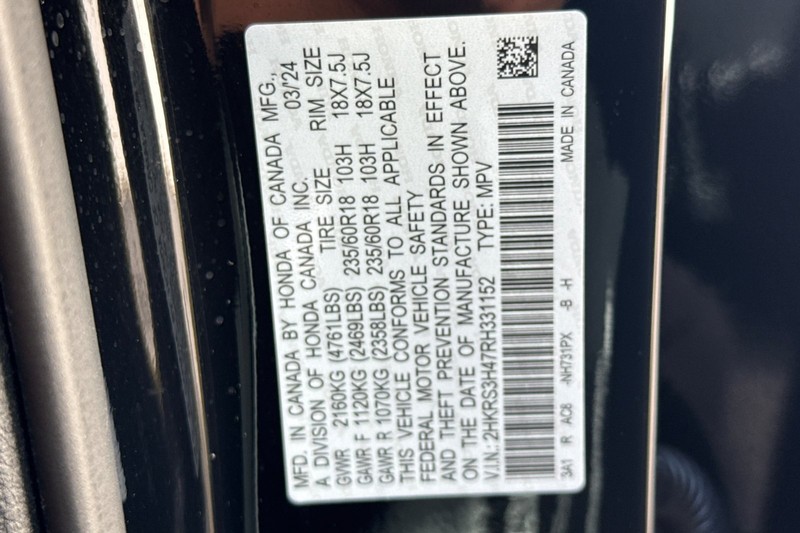 MFD. IN CANADA BY HONDA OF CANADA MFG.,
A DIVISION OF HONDA CANADA INC. 03/'24
GVWR 2160KG (4761LBS) TIRE SIZE RIM SIZE
GAWR F 1120KG (2469LBS) 235/60R18 103H 18X7.5J
GAWR R 1070KG (2358LBS) 235/60R18 103H 18X7.5J
THIS VEHICLE CONFORMS TO ALL APPLICABLE
FEDERAL MOTOR VEHICLE SAFETY
AND THEFT PREVENTION STANDARDS IN EFFECT
ON THE DATE OF MANUFACTURE SHOWN ABOVE.
V.I.N: 2HKRS3H47RH331152 TYPE: MPV
3A1 R AC8 -NH731PX -B -H MADE IN CANADA